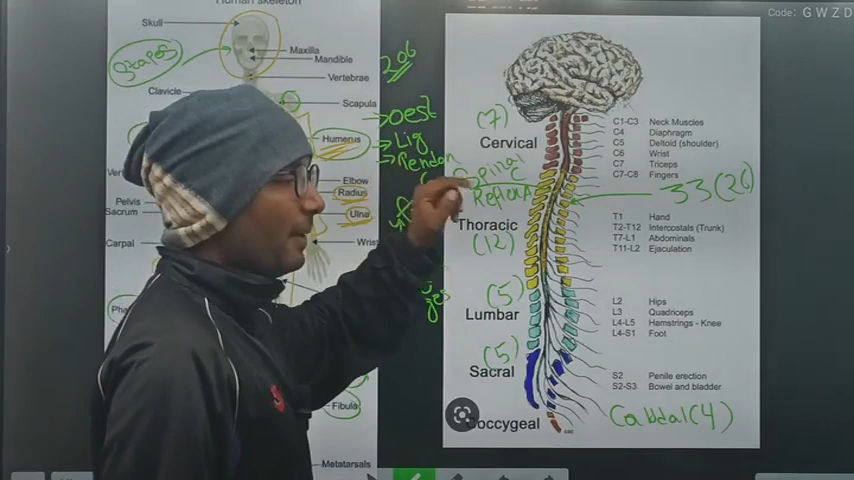 Human skeleton
Code: G W Z D
Skull
Stapes
Maxilla
Mandible
206
Vertebrae
Clavicle
Scapula
Humerus
Lig
Tendon
Elbow
Radius
Ulna
Pelvis
Sacrum
Carpal
Wrist
Fibula
Metatarsals
(7)
Cervical
Spinal
C
Reflex A
Thoracic
(12)
(5)
Lumbar
(5)
Sacral
Coccygeal
C1-C3 Neck Muscles
C4 Diaphragm
C5 Deltoid (shoulder)
C6 Wrist
C7 Triceps
C7-C8 Fingers
33(26)
T1 Hand
T2-T12 Intercostals (Trunk)
T7-L1 Abdominals
T11-L2 Ejaculation
L2 Hips
L3 Quadriceps
L4-L5 Hamstrings - Knee
L4-S1 Foot
S2 Penile erection
S2-S3 Bowel and bladder
(4)